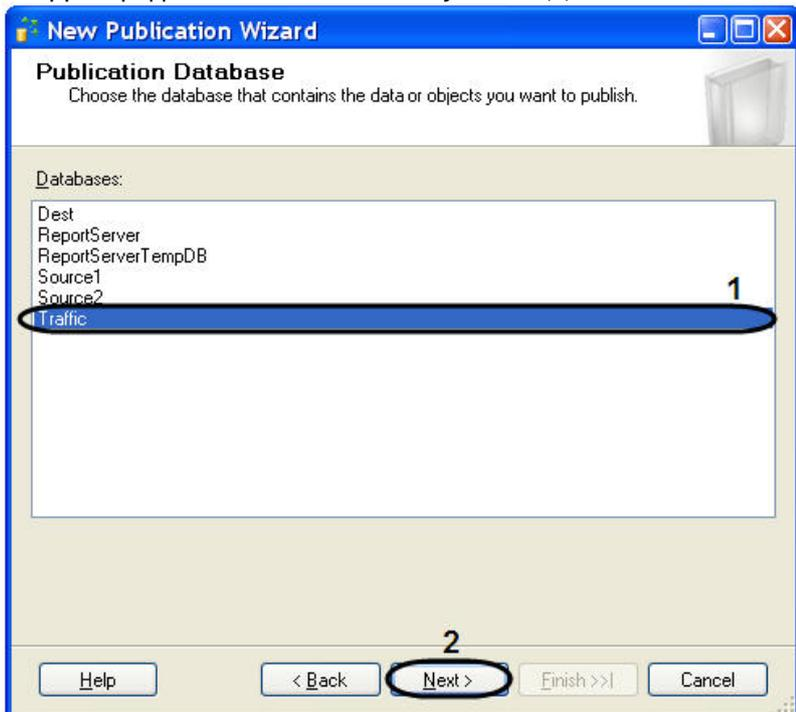 New Publication Wizard
Publication Database
Choose the database that contains the data or objects you want to publish.
Databases:
Dest
ReportServer
ReportServerTempDB
Source1
Source2
1
Traffic
2
Help
< Back
Next >
Finish >>|
Cancel